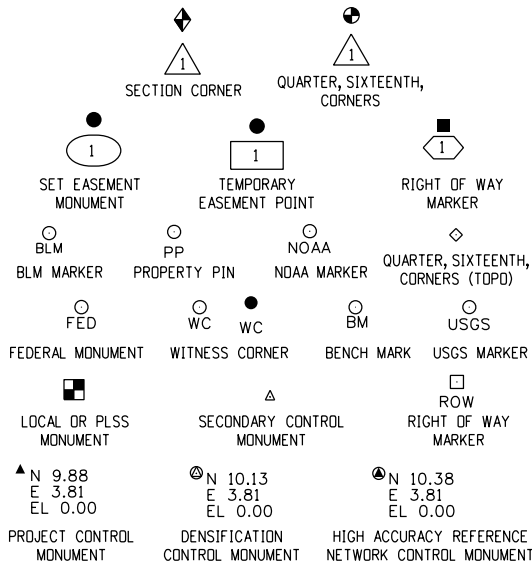 1
SECTION CORNER
1
QUARTER, SIXTEENTH,
CORNERS
1
SET EASEMENT
MONUMENT
1
TEMPORARY
EASEMENT POINT
1
RIGHT OF WAY
MARKER
BLM
BLM MARKER
PP
PROPERTY PIN
NOAA
NOAA MARKER
QUARTER, SIXTEENTH,
CORNERS (TOPO)
FED
FEDERAL MONUMENT
WC WC
WITNESS CORNER
BM
BENCH MARK
USGS
USGS MARKER
LOCAL OR PLSS
MONUMENT
SECONDARY CONTROL
MONUMENT
ROW
RIGHT OF WAY
MARKER
N 9.88
E 3.81
EL 0.00
PROJECT CONTROL
MONUMENT
N 10.13
E 3.81
EL 0.00
DENSIFICATION
CONTROL MONUMENT
N 10.38
E 3.81
EL 0.00
HIGH ACCURACY REFERENCE
NETWORK CONTROL MONUMENT